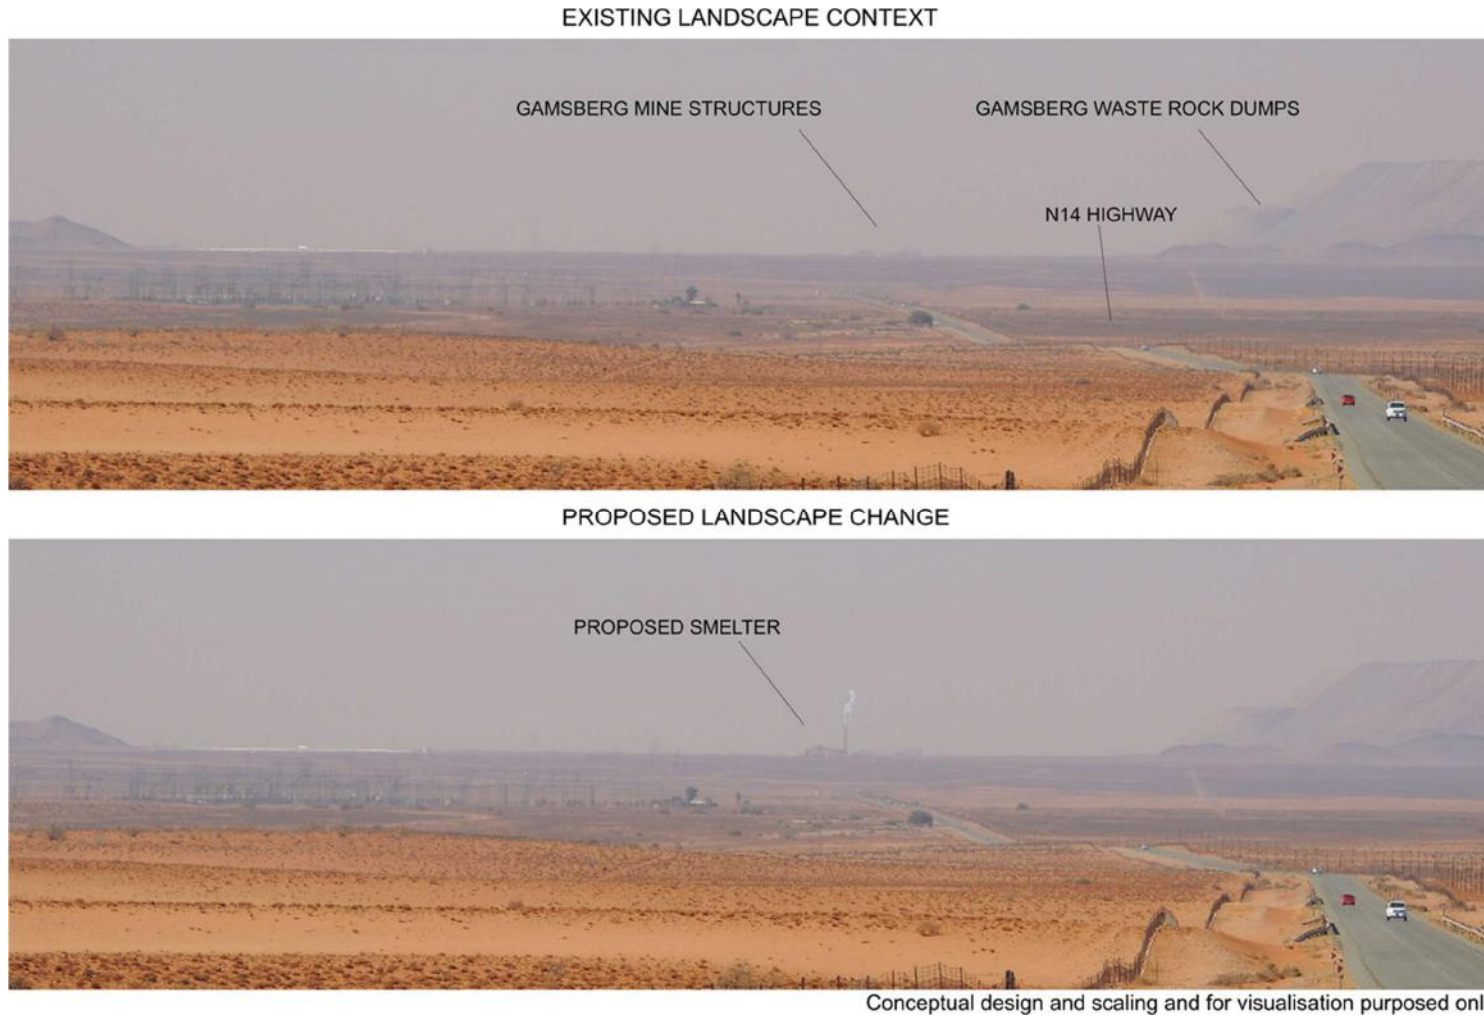 EXISTING LANDSCAPE CONTEXT
GAMSBERG MINE STRUCTURES
GAMSBERG WASTE ROCK DUMPS
N14 HIGHWAY
PROPOSED LANDSCAPE CHANGE
PROPOSED SMELTER
Conceptual design and scaling and for visualisation purposed onl